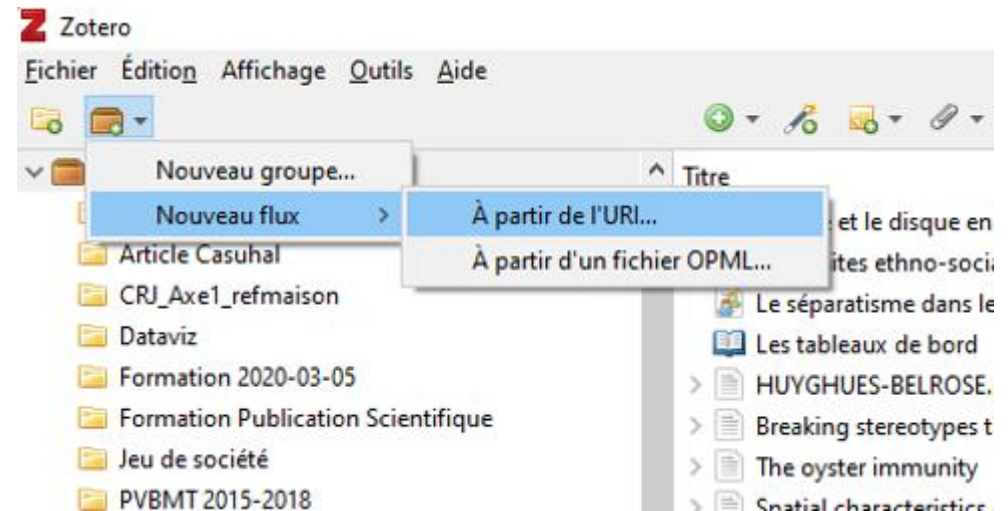 Zotero
Fichier Édition Affichage Outils Aide
Nouveau groupe...
Titre
Nouveau flux >
À partir de l'URI...
et le disque en
Article Casuhal
À partir d'un fichier OPML...
ites ethno-socia
CRJ_Axe1_refmaison
Le séparatisme dans le
Dataviz
Les tableaux de bord
Formation 2020-03-05
HUYGHUES-BELROSE.
Formation Publication Scientifique
Breaking stereotypes t
Jeu de société
The oyster immunity
PVBMT 2015-2018
Spatial characteristics